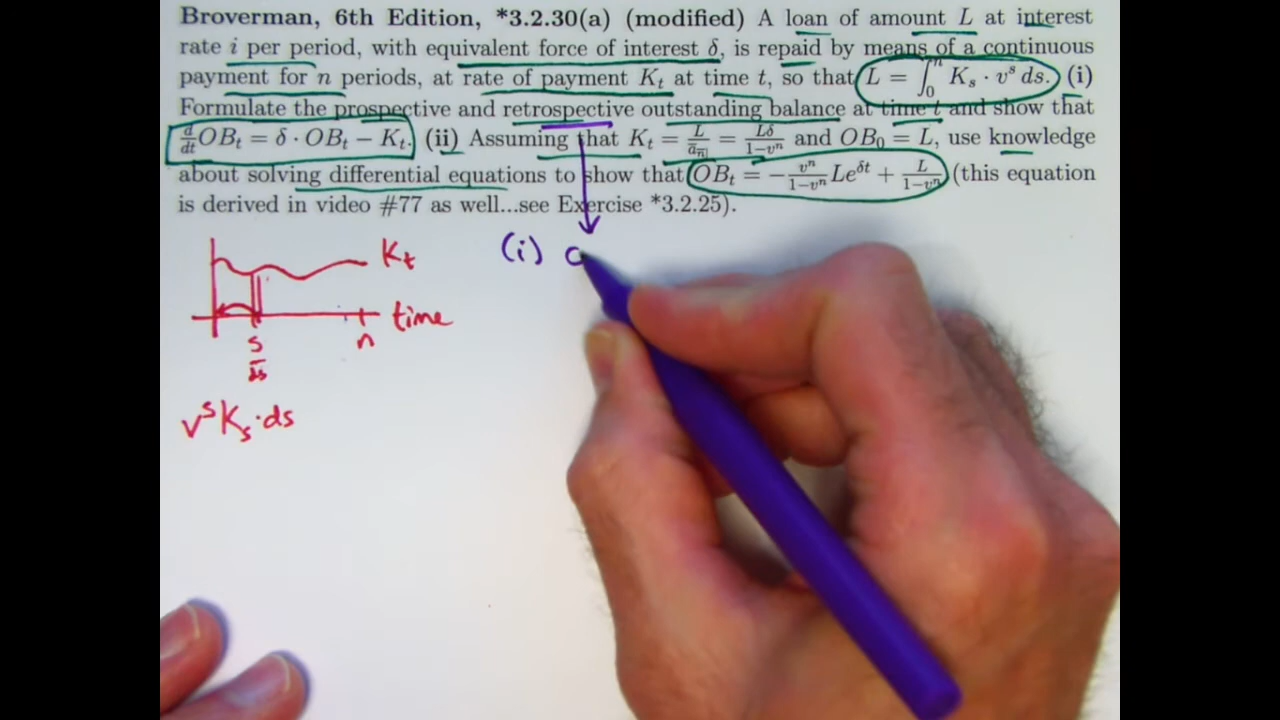 Broverman, 6th Edition, *3.2.30(a) (modified) A loan of amount L at interest
rate i per period, with equivalent force of interest δ, is repaid by means of a continuous
payment for n periods, at rate of payment K_t at time t, so that L = ∫_0^n K_s · v^s ds. (i)
Formulate the prospective and retrospective outstanding balance at time t and show that
d/dt OB_t = δ · OB_t − K_t. (ii) Assuming that K_t = L/ā_n̅| = Lδ/(1−v^n) and OB_0 = L, use knowledge
about solving differential equations to show that OB_t = −v^n/(1−v^n) Le^{δt} + L/(1−v^n) (this equation
is derived in video #77 as well...see Exercise *3.2.25).
K_t
(i)
time
s
n
ds
v^s K_s · ds